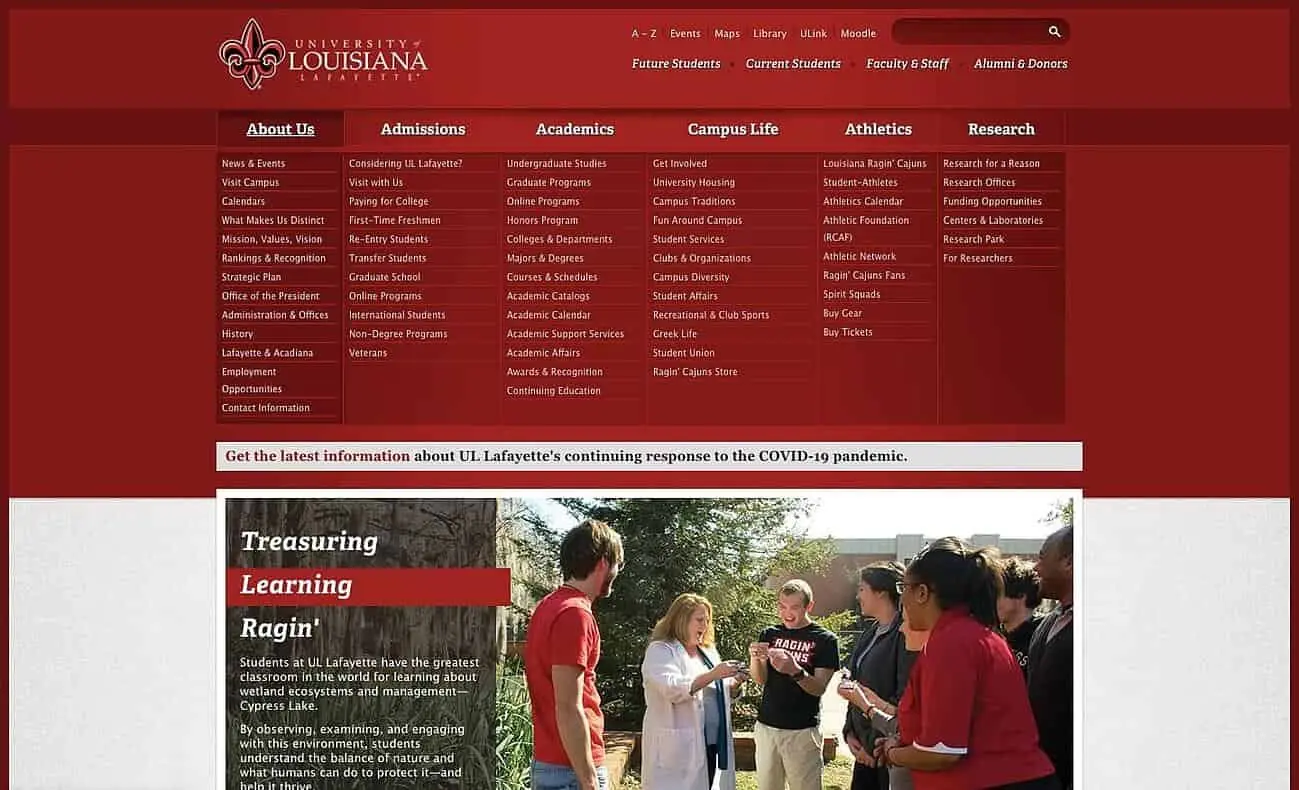 UNIVERSITY of
LOUISIANA
LAFAYETTE
A – Z Events Maps Library ULink Moodle
Future Students Current Students Faculty & Staff Alumni & Donors
About Us Admissions Academics Campus Life Athletics Research
News & Events
Visit Campus
Calendars
What Makes Us Distinct
Mission, Values, Vision
Rankings & Recognition
Strategic Plan
Office of the President
Administration & Offices
History
Lafayette & Acadiana
Employment
Opportunities
Contact Information
Considering UL Lafayette?
Visit with Us
Paying for College
First-Time Freshmen
Re-Entry Students
Transfer Students
Graduate School
Online Programs
International Students
Non-Degree Programs
Veterans
Undergraduate Studies
Graduate Programs
Online Programs
Honors Program
Colleges & Departments
Majors & Degrees
Courses & Schedules
Academic Catalogs
Academic Calendar
Academic Support Services
Academic Affairs
Awards & Recognition
Continuing Education
Get Involved
University Housing
Campus Traditions
Fun Around Campus
Student Services
Clubs & Organizations
Campus Diversity
Student Affairs
Recreational & Club Sports
Greek Life
Student Union
Ragin' Cajuns Store
Louisiana Ragin' Cajuns
Student-Athletes
Athletics Calendar
Athletic Foundation
(RCAF)
Athletic Network
Ragin' Cajuns Fans
Spirit Squads
Buy Gear
Buy Tickets
Research for a Reason
Research Offices
Funding Opportunities
Centers & Laboratories
Research Park
For Researchers
Get the latest information about UL Lafayette's continuing response to the COVID-19 pandemic.
Treasuring
Learning
Ragin'
Students at UL Lafayette have the greatest
classroom in the world for learning about
wetland ecosystems and management—
Cypress Lake.
By observing, examining, and engaging
with this environment, students
understand the balance of nature and
what humans can do to protect it—and
help it thrive.
RAGIN'